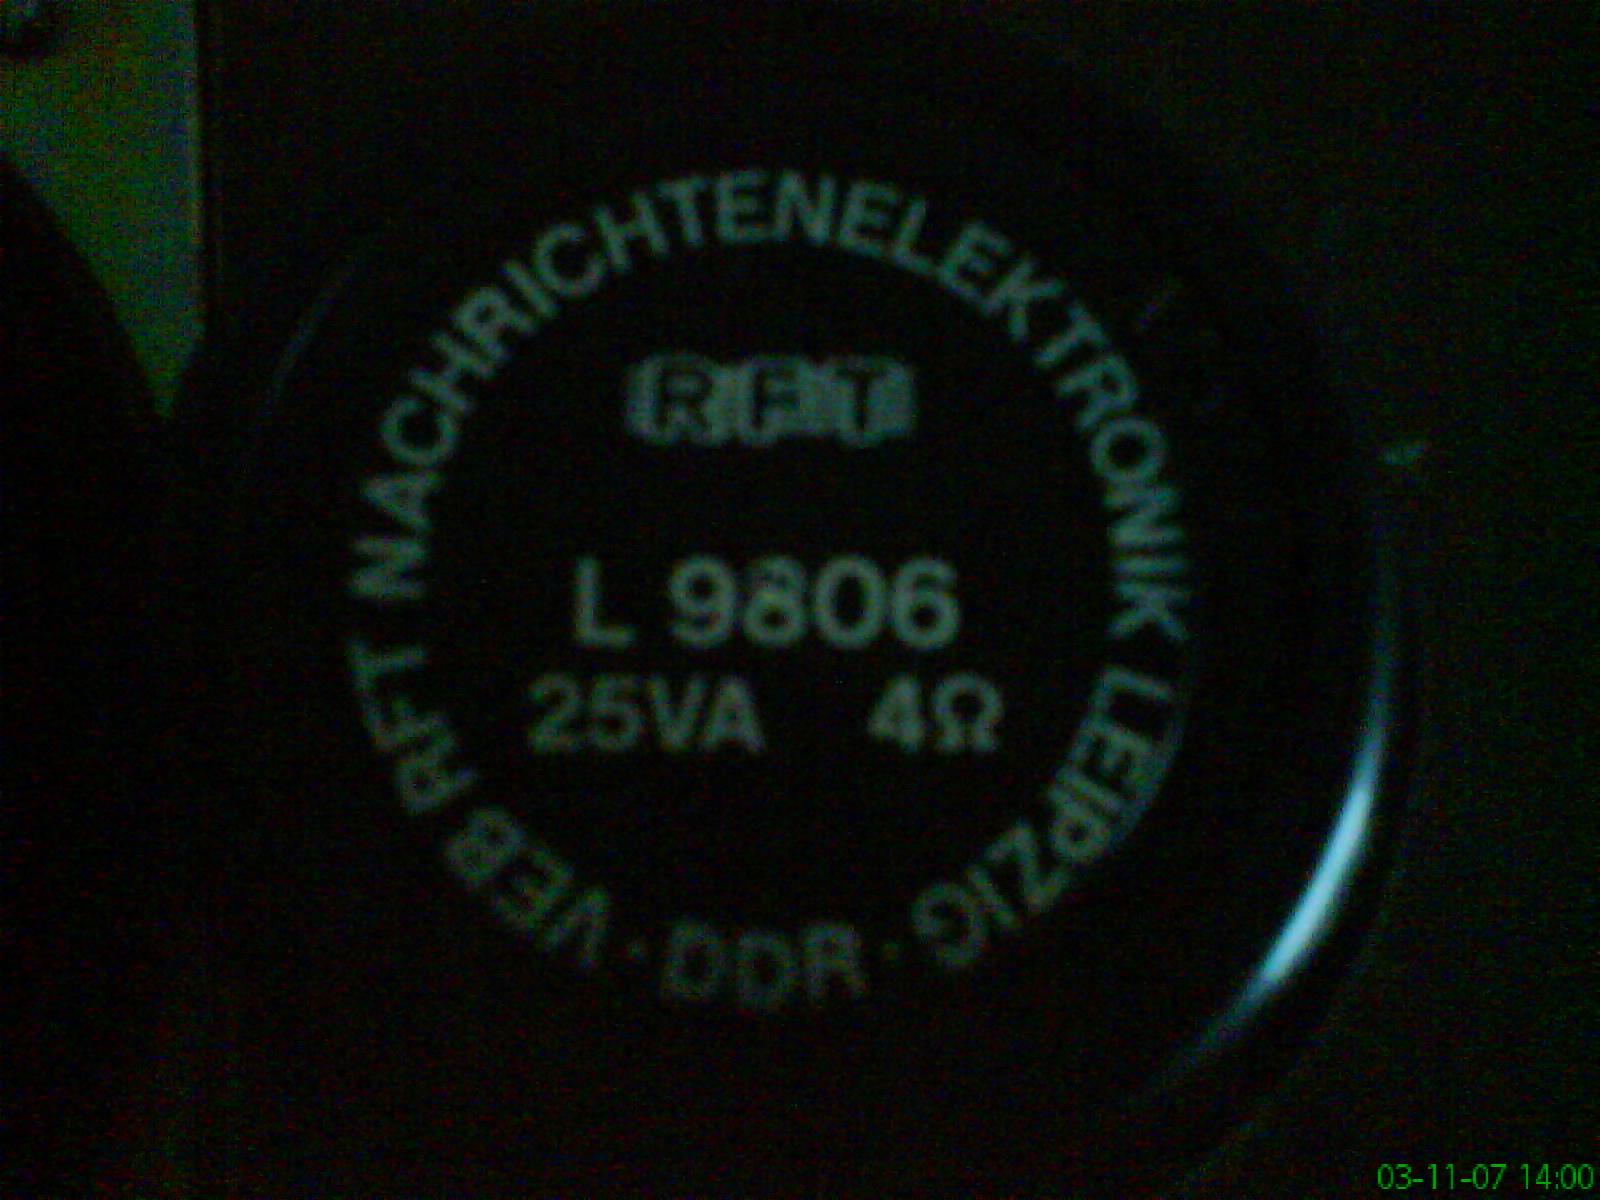 VEB RFT NACHRICHTENELEKTRONIK LEIPZIG · DDR ·
RFT
L 9806
25VA 4Ω
03-11-07 14:00